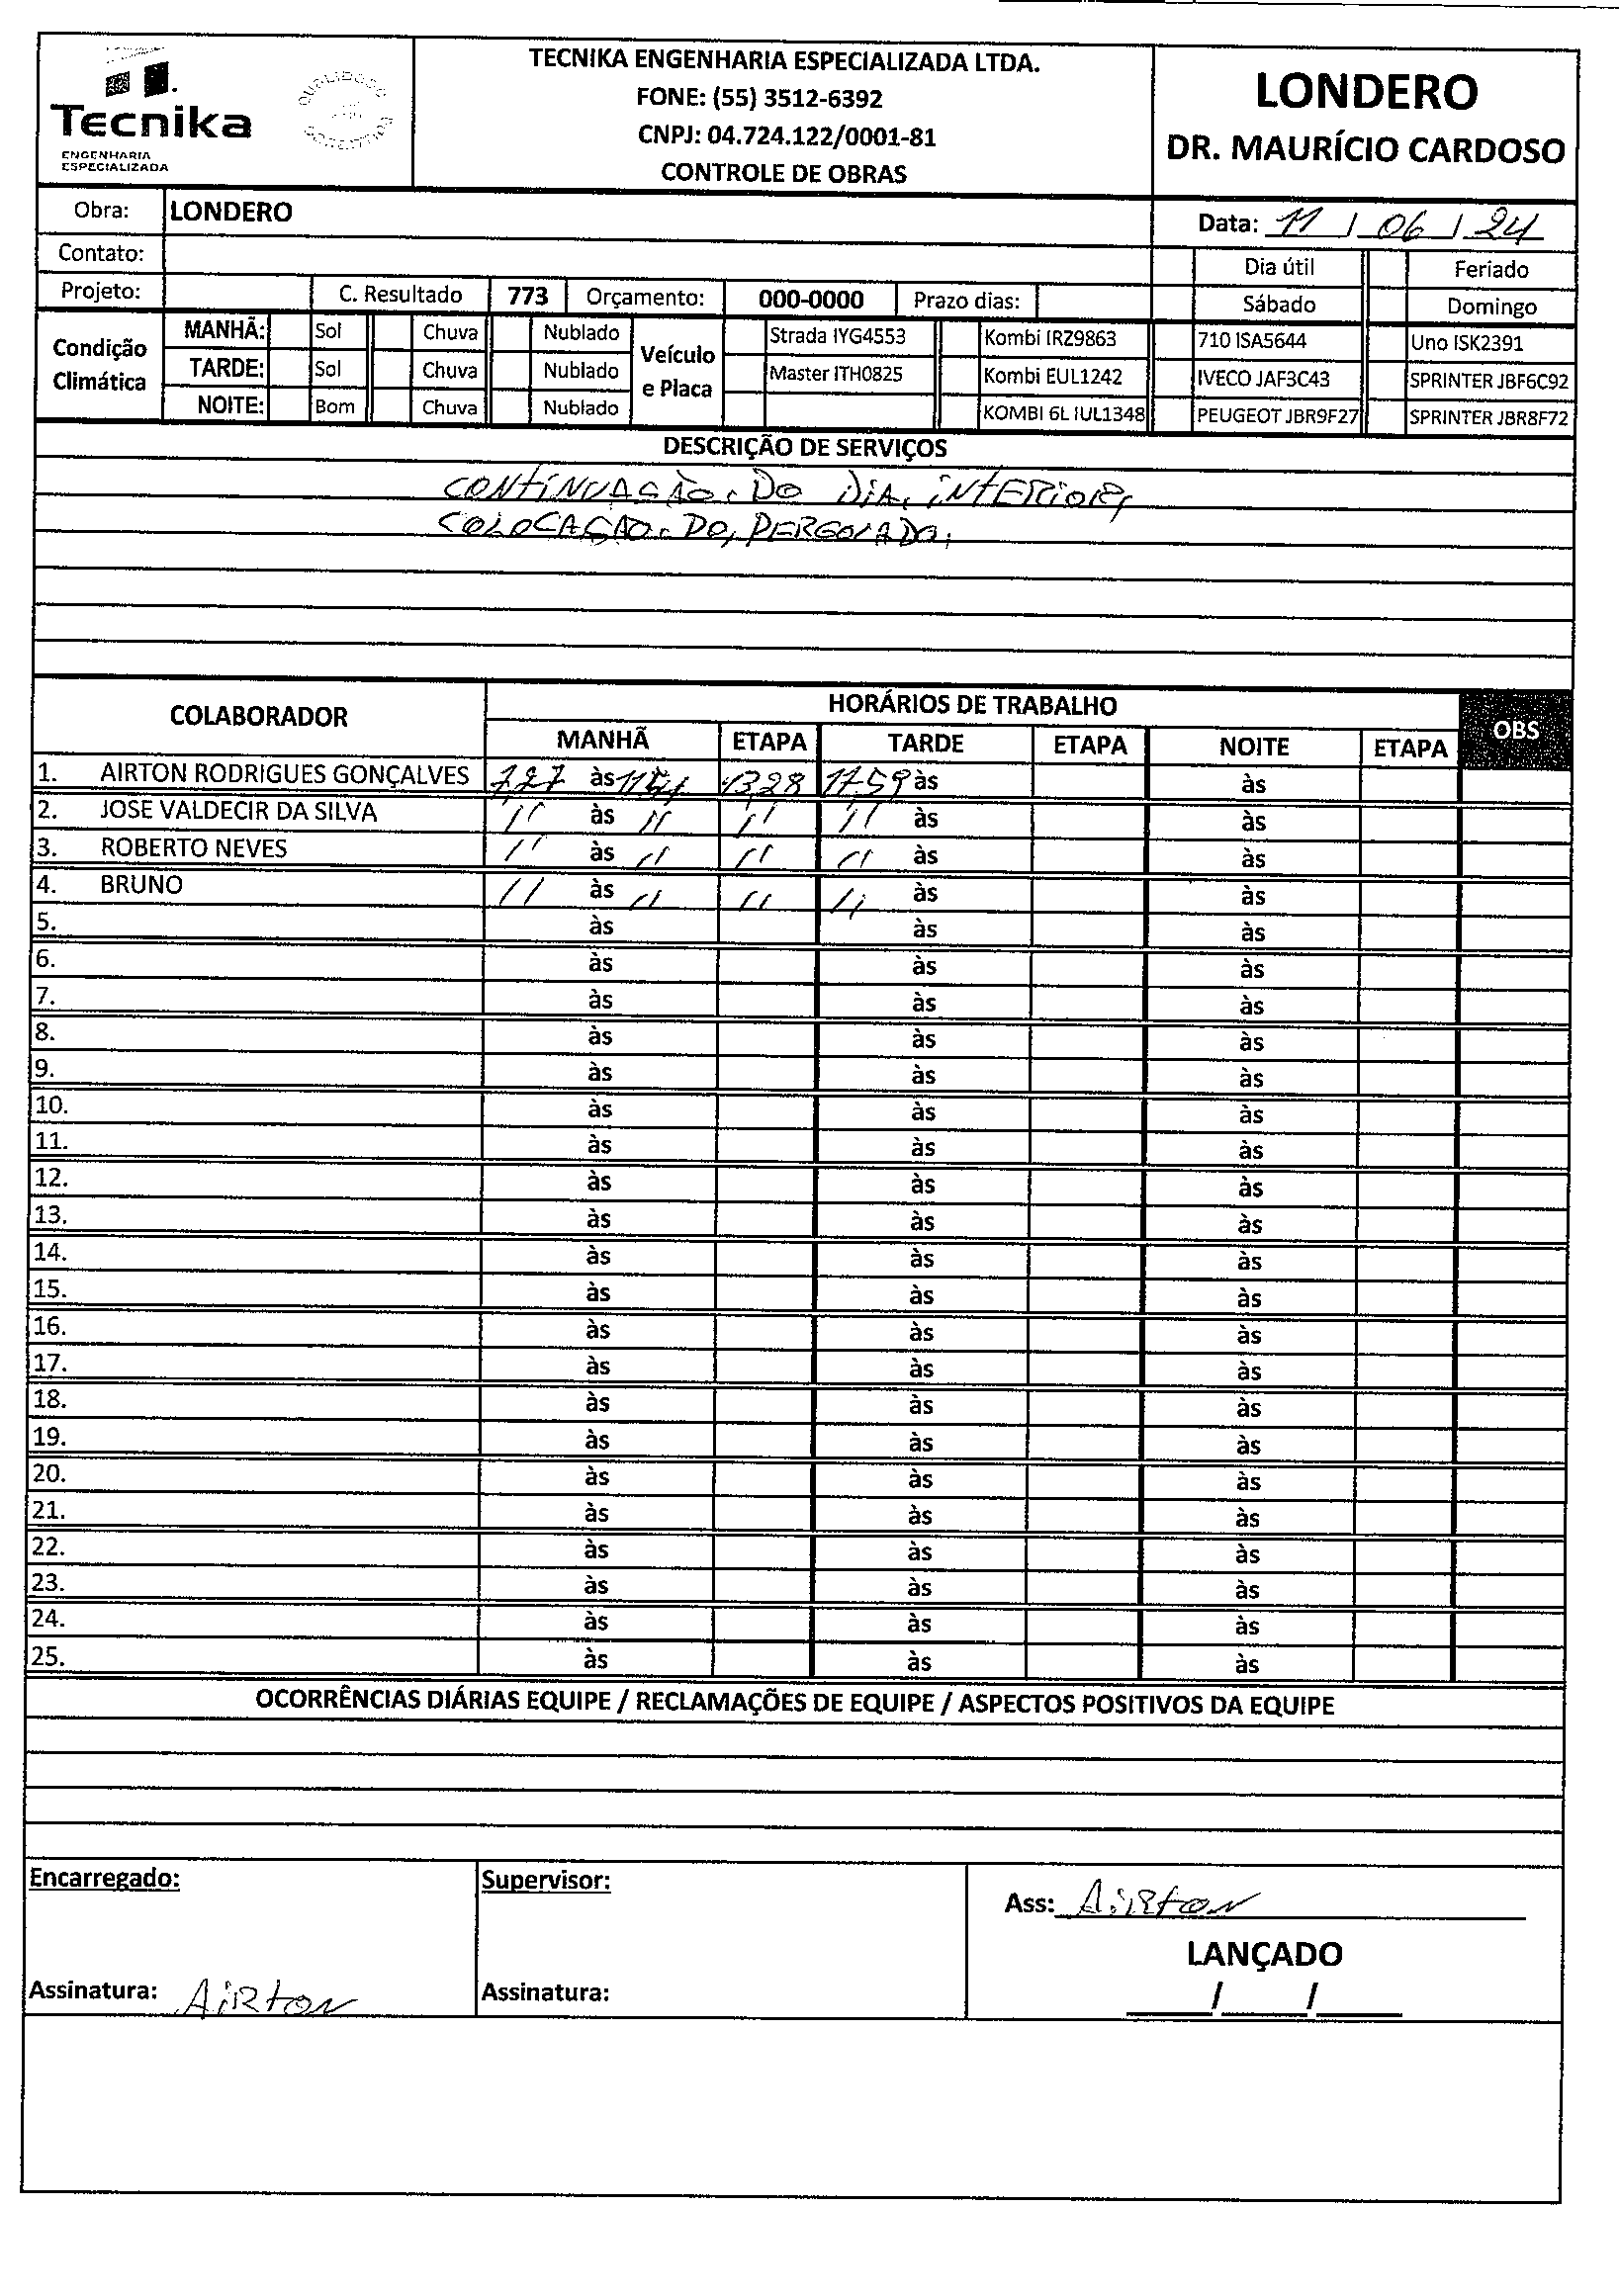 TECNIKA ENGENHARIA ESPECIALIZADA LTDA.
FONE: (55) 3512-6392
CNPJ: 04.724.122/0001-81
CONTROLE DE OBRAS
Tecnika
ENGENHARIA
ESPECIALIZADA
LONDERO
DR. MAURÍCIO CARDOSO
Obra: LONDERO
Data: 11 / 06 / 24
Contato:
Dia útil Feriado
Projeto: C. Resultado 773 Orçamento: 000-0000 Prazo dias: Sábado Domingo
Condição Climática
MANHÃ: Sol Chuva Nublado
TARDE: Sol Chuva Nublado
NOITE: Bom Chuva Nublado
Veículo e Placa
Strada IYG4553 Kombi IRZ9863 710 ISA5644 Uno ISK2391
Master ITH0825 Kombi EUL1242 IVECO JAF3C43 SPRINTER JBF6C92
KOMBI 6L IUL1348 PEUGEOT JBR9F27 SPRINTER JBR8F72
DESCRIÇÃO DE SERVIÇOS
CONTINUAÇÃO. DO DIA, INTERIOR,
COLOCAÇÃO. DO, PERGOLADO.
COLABORADOR HORÁRIOS DE TRABALHO OBS
MANHÃ ETAPA TARDE ETAPA NOITE ETAPA
1. AIRTON RODRIGUES GONÇALVES 7,27 às 13,28 17,59 às às
2. JOSE VALDECIR DA SILVA '' às '' '' '' às às
3. ROBERTO NEVES '' às '' '' '' às às
4. BRUNO '' às '' '' '' às às
5. às às às
6. às às às
7. às às às
8. às às às
9. às às às
10. às às às
11. às às às
12. às às às
13. às às às
14. às às às
15. às às às
16. às às às
17. às às às
18. às às às
19. às às às
20. às às às
21. às às às
22. às às às
23. às às às
24. às às às
25. às às às
OCORRÊNCIAS DIÁRIAS EQUIPE / RECLAMAÇÕES DE EQUIPE / ASPECTOS POSITIVOS DA EQUIPE
Encarregado: Supervisor:
Ass: Airton
LANÇADO
Assinatura: Airton Assinatura: ____/____/____